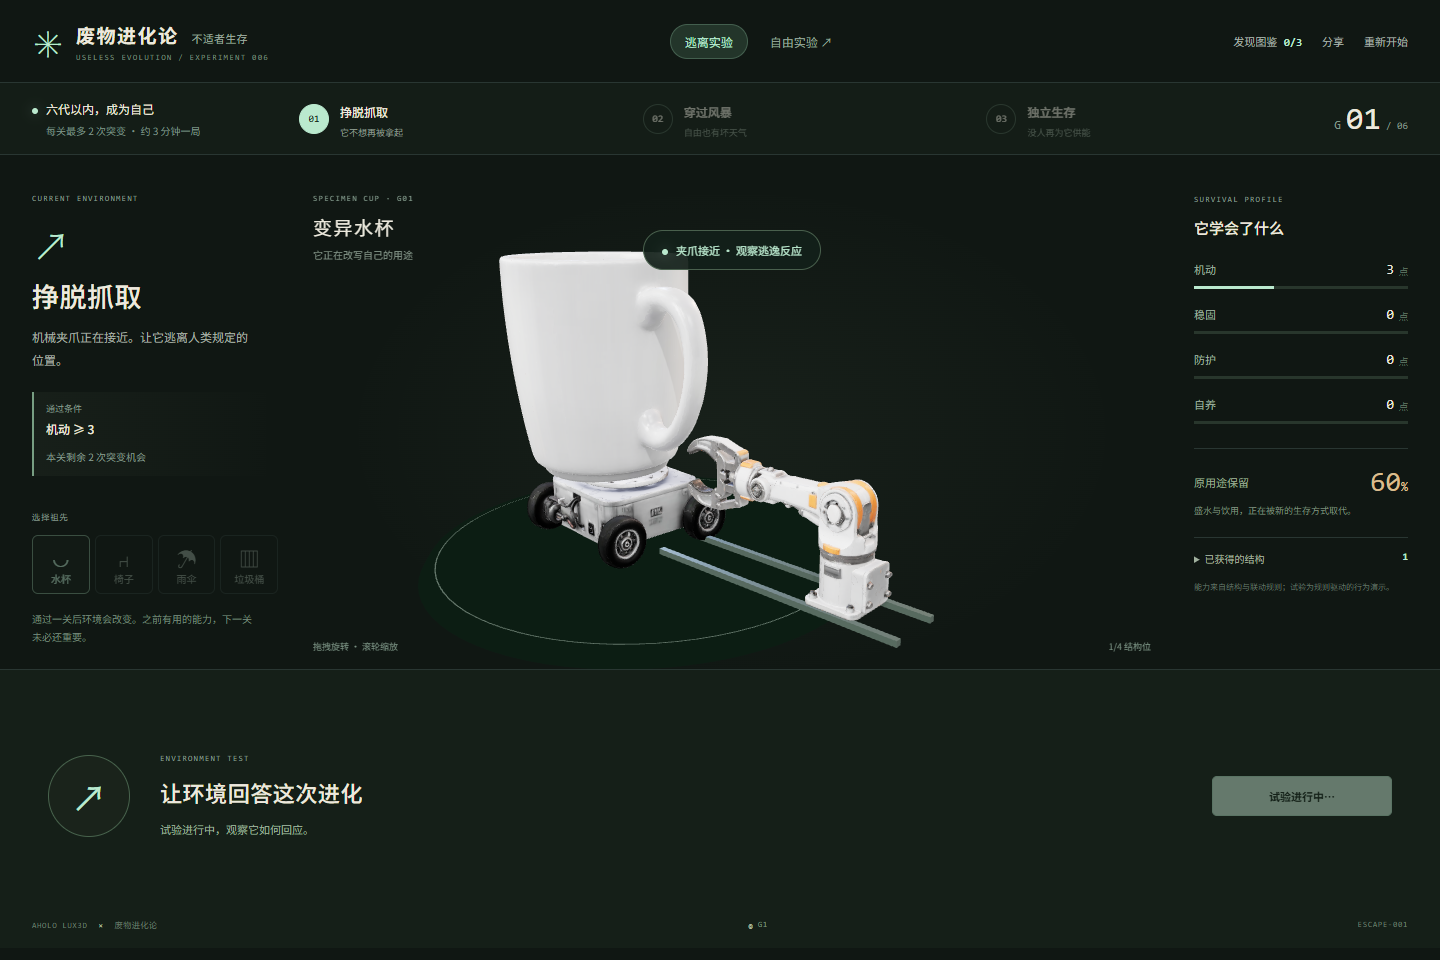 废物进化论 不适者生存
USELESS EVOLUTION / EXPERIMENT 006
逃离实验 自由实验 ↗
发现图鉴 0/3 分享 重新开始
六代以内，成为自己
每关最多 2 次突变 · 约 3 分钟一局
01 挣脱抓取
它不想再被拿起
02 穿过风暴
自由也有坏天气
03 独立生存
没人再为它供能
G 01 / 06
CURRENT ENVIRONMENT
挣脱抓取
机械夹爪正在接近。让它逃离人类规定的
位置。
通过条件
机动 ≥ 3
本关剩余 2 次突变机会
选择祖先
水杯 椅子 雨伞 垃圾桶
通过一关后环境会改变。之前有用的能力，下一关
未必还重要。
SPECIMEN CUP · G01
变异水杯
它正在改写自己的用途
夹爪接近 · 观察逃逸反应
拖拽旋转 · 滚轮缩放
1/4 结构位
SURVIVAL PROFILE
它学会了什么
机动 3 点
稳固 0 点
防护 0 点
自养 0 点
原用途保留 60%
盛水与饮用，正在被新的生存方式取代。
▶ 已获得的结构 1
能力来自结构与联动规则；试验为规则驱动的行为演示。
ENVIRONMENT TEST
让环境回答这次进化
试验进行中，观察它如何回应。
试验进行中…
AHOLO LUX3D × 废物进化论
G1
ESCAPE-001